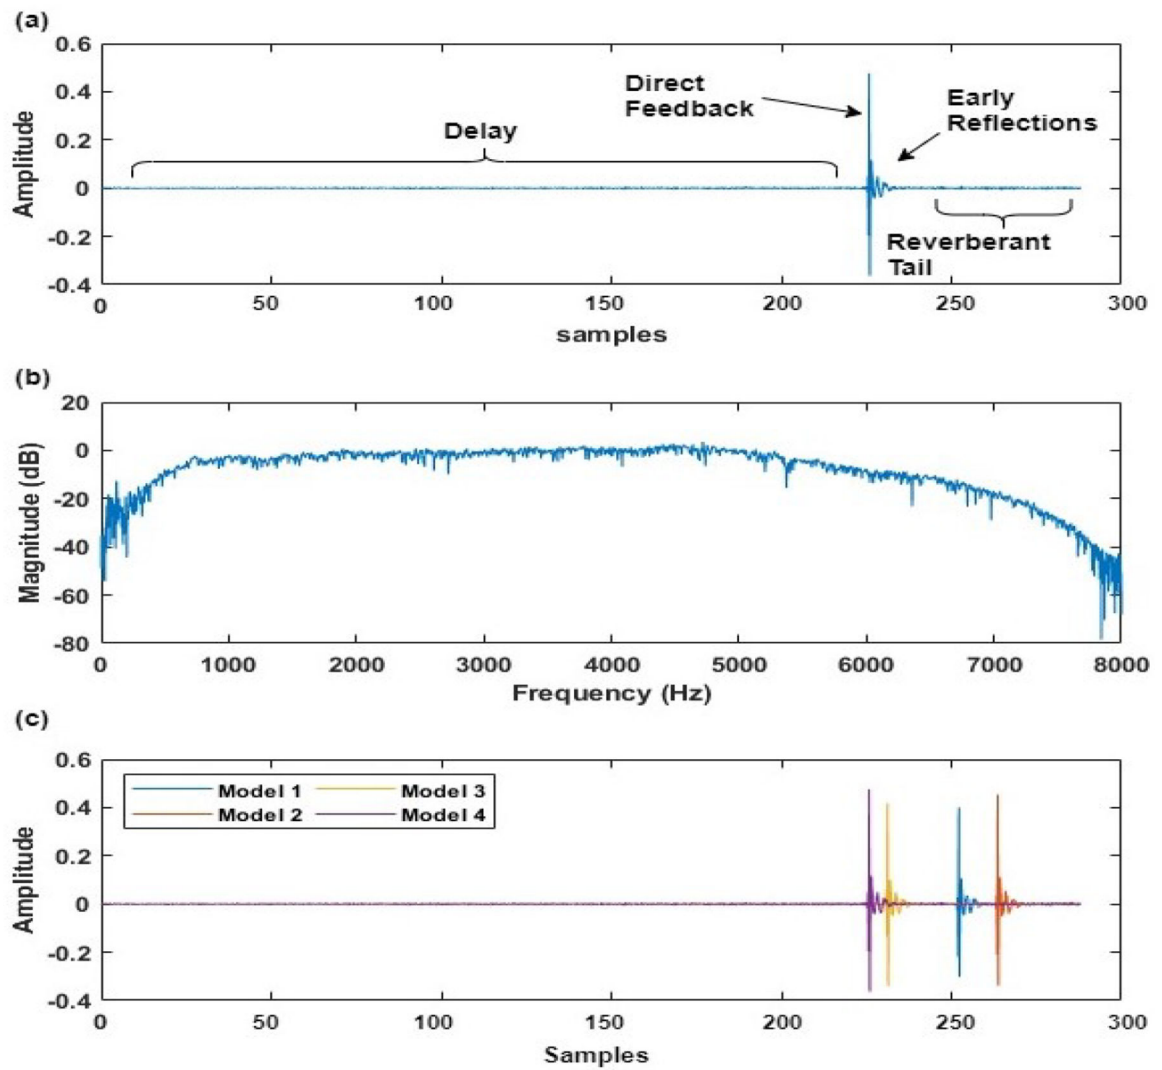 (a)
0.6
0.4
0.2
0
-0.2
-0.4
Amplitude
Delay
Direct
Feedback
Early
Reflections
Reverberant
Tail
0 50 100 150 200 250 300
samples
(b)
20
0
-20
-40
-60
-80
Magnitude (dB)
0 1000 2000 3000 4000 5000 6000 7000 8000
Frequency (Hz)
(c)
0.6
0.4
0.2
0
-0.2
-0.4
Amplitude
Model 1 Model 3
Model 2 Model 4
0 50 100 150 200 250 300
Samples